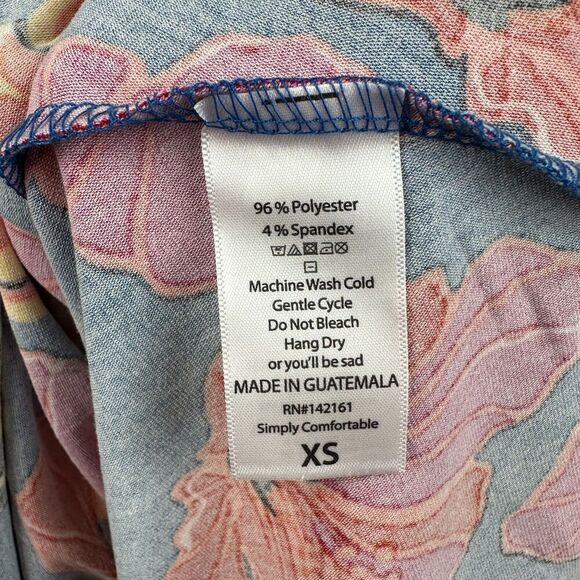 96 % Polyester
4 % Spandex
Machine Wash Cold
Gentle Cycle
Do Not Bleach
Hang Dry
or you'll be sad
MADE IN GUATEMALA
RN#142161
Simply Comfortable
XS